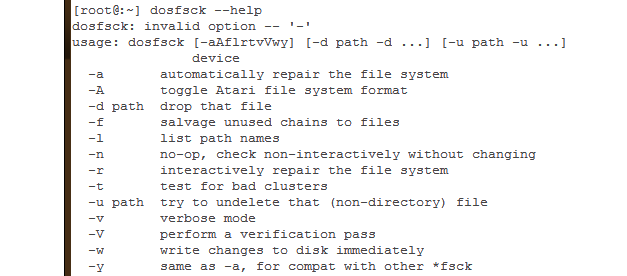 [root@:~] dosfsck --help
dosfsck: invalid option -- '-'
usage: dosfsck [-aAflrtvVwy] [-d path -d ...] [-u path -u ...]
               device
  -a       automatically repair the file system
  -A       toggle Atari file system format
  -d path  drop that file
  -f       salvage unused chains to files
  -l       list path names
  -n       no-op, check non-interactively without changing
  -r       interactively repair the file system
  -t       test for bad clusters
  -u path  try to undelete that (non-directory) file
  -v       verbose mode
  -V       perform a verification pass
  -w       write changes to disk immediately
  -y       same as -a, for compat with other *fsck